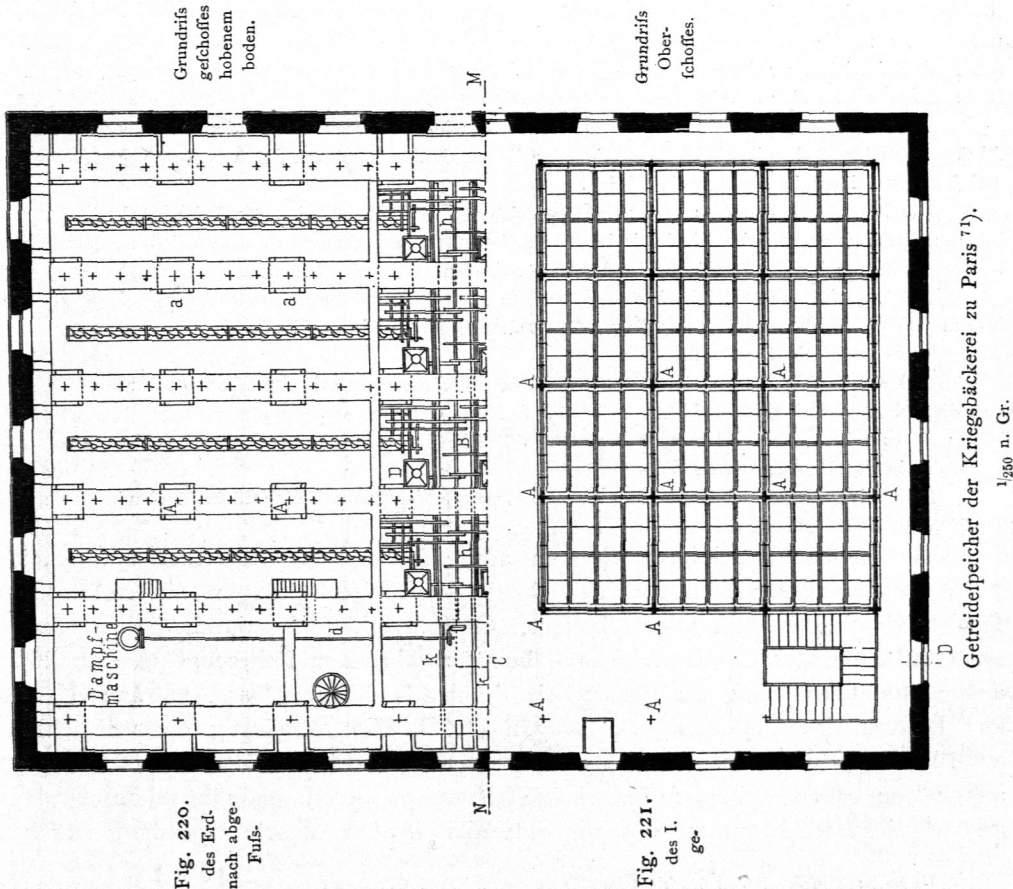 Fig. 220. Grundriſs
des Erd- geſchoſſes
nach abge- hobenem
Fuſs- boden.
Dampf-
maschine
d
A
A
a
a
D
K
h
h
B
h
C
N
M
Fig. 221. Grundriſs
des I. Ober-
ge- ſchoſſes.
A
A
A
A
A
A
A
A
A
A
A
D
Getreideſpeicher der Kriegsbäckerei zu Paris ⁷¹).
1/250 n. Gr.